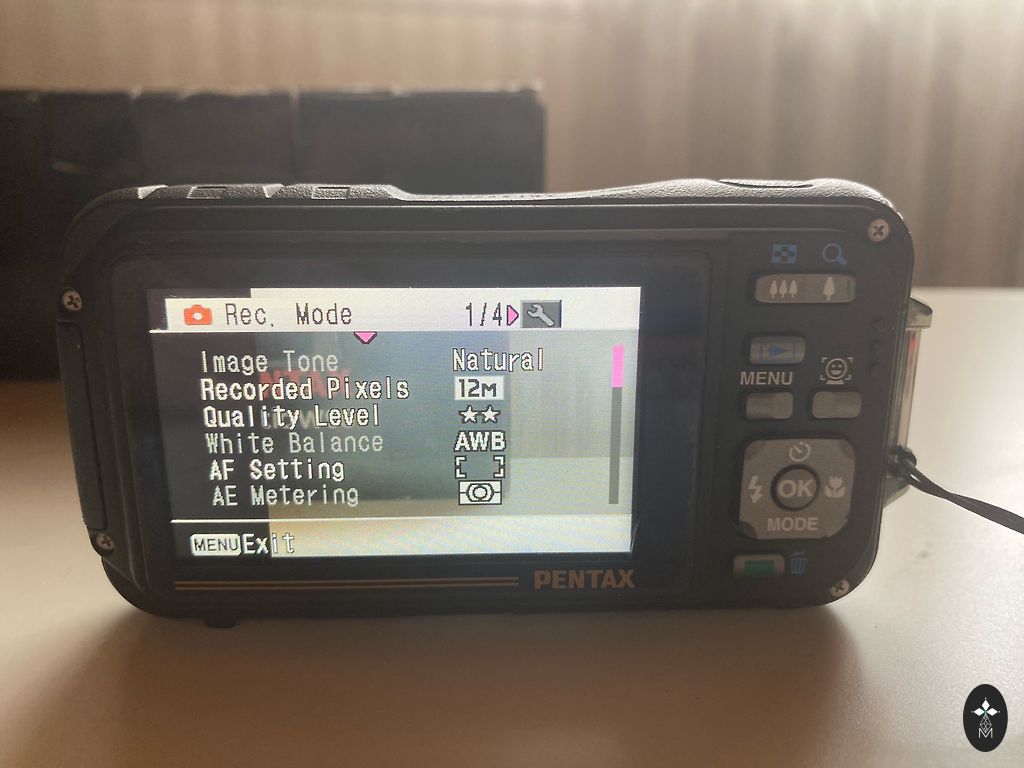 Rec. Mode 1/4
Image Tone Natural
Recorded Pixels 12M
Quality Level ★★
White Balance AWB
AF Setting
AE Metering
MENU Exit
PENTAX
MENU
OK
MODE
M